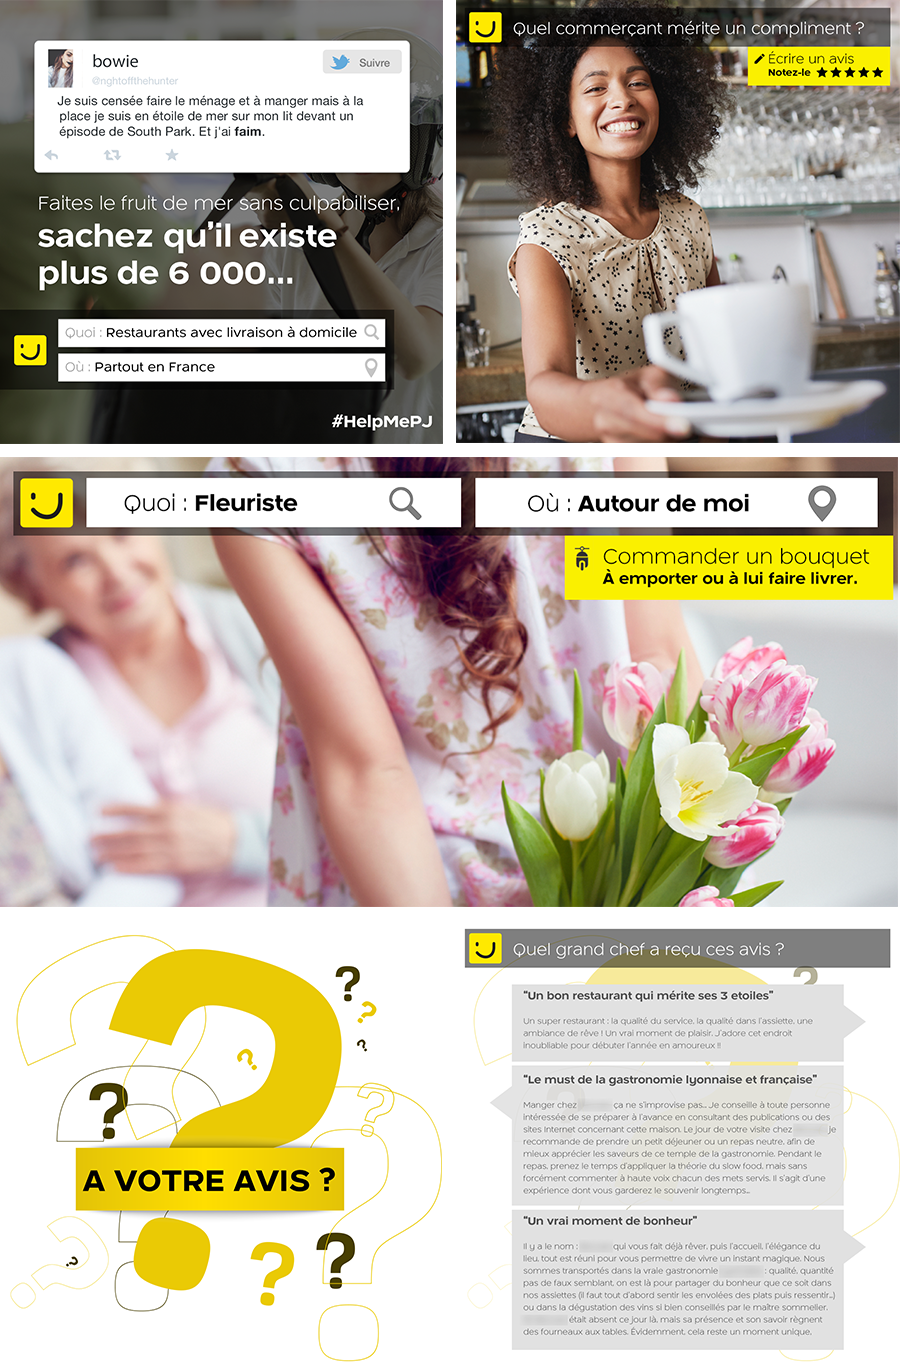 bowie
Suivre
@nghtoffthehunter
Je suis censée faire le ménage et à manger mais à la
place je suis en étoile de mer sur mon lit devant un
épisode de South Park. Et j'ai faim.
Faites le fruit de mer sans culpabiliser,
sachez qu'il existe
plus de 6 000...
Quoi : Restaurants avec livraison à domicile
Où : Partout en France
#HelpMePJ
Quel commerçant mérite un compliment ?
Écrire un avis
Notez-le ★★★★★
Quoi : Fleuriste
Où : Autour de moi
Commander un bouquet
À emporter ou à lui faire livrer.
?
?
?
?
?
?
A VOTRE AVIS ?
?
?
?
Quel grand chef a reçu ces avis ?
"Un bon restaurant qui mérite ses 3 etoiles"
Un super restaurant : la qualité du service, la qualité dans l'assiette, une
ambiance de rêve ! Un vrai moment de plaisir. J'adore cet endroit
inoubliable pour débuter l'année en amoureux !!
"Le must de la gastronomie lyonnaise et française"
Manger chez ça ne s'improvise pas... Je conseille à toute personne
intéressée de se préparer à l'avance en consultant des publications ou des
sites Internet concernant cette maison. Le jour de votre visite chez je
recommande de prendre un petit déjeuner ou un repas neutre, afin de
mieux apprécier les saveurs de ce temple de la gastronomie. Pendant le
repas, prenez le temps d'appliquer la théorie du slow food, mais sans
forcément commenter à haute voix chacun des mets servis. Il s'agit d'une
expérience dont vous garderez le souvenir longtemps...
"Un vrai moment de bonheur"
Il y a le nom : qui vous fait déjà rêver, puis l'accueil, l'élégance du
lieu, tout est réuni pour vous permettre de vivre un instant magique. Nous
sommes transportés dans la vraie gastronomie : qualité, quantité
pas de faux semblant, on est là pour partager du bonheur que ce soit dans
nos assiettes (il faut tout d'abord sentir les envolées des plats puis ressentir...)
ou dans la dégustation des vins si bien conseillés par le maître sommelier.
était absent ce jour là, mais sa présence et son savoir règnent
des fourneaux aux tables. Évidemment, cela reste un moment unique.